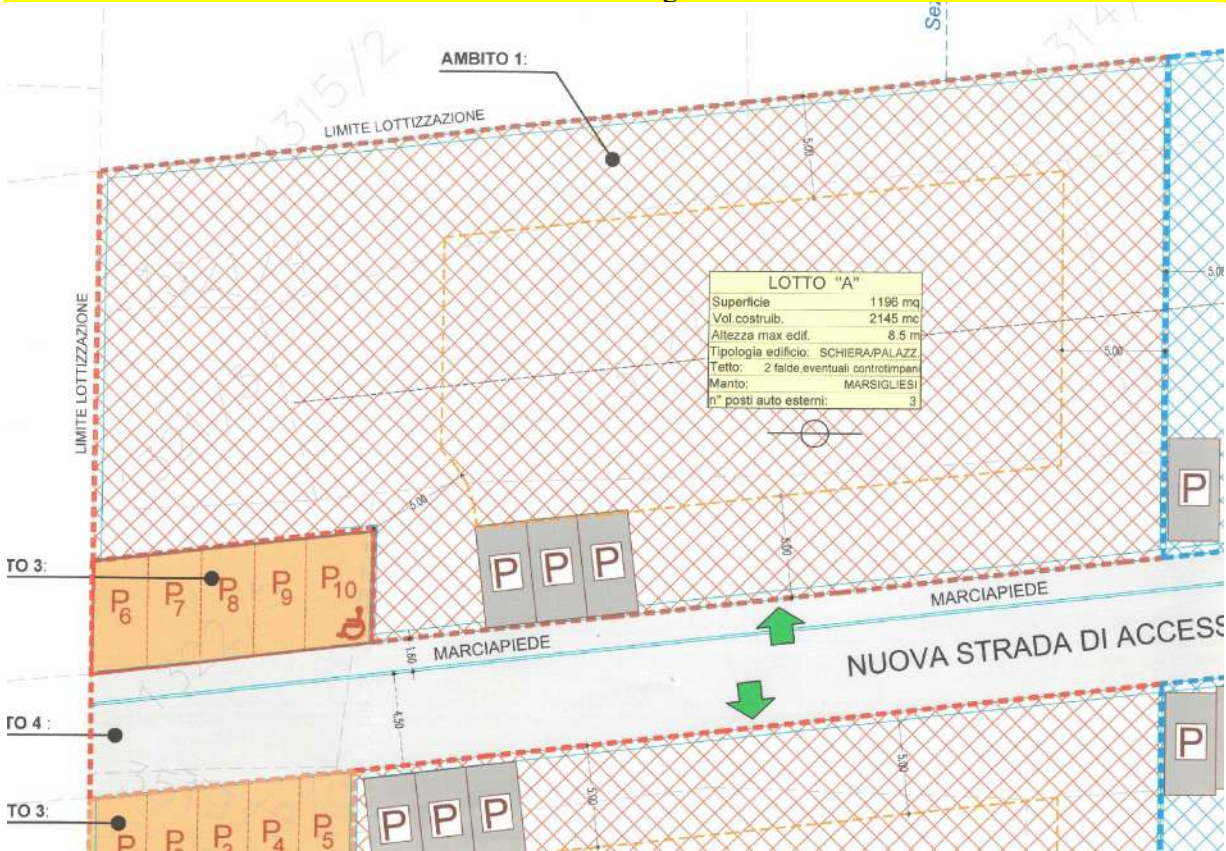 AMBITO 1:
1315/2
1314
LIMITE LOTTIZZAZIONE
5.00
LIMITE LOTTIZZAZIONE
LOTTO "A"
Superficie 1196 mq
Vol.costruib. 2145 mc
Altezza max edif. 8.5 m
Tipologia edificio: SCHIERA/PALAZZ.
Tetto: 2 falde,eventuali controtimpani
Manto: MARSIGLIESI
n° posti auto esterni: 3
5.00
5.00
5.00
P
P P P
TO 3:
P6 P7 P8 P9 P10
MARCIAPIEDE
MARCIAPIEDE
1.60
NUOVA STRADA DI ACCESS
4.50
TO 4 :
5.00
5.00
P
TO 3:
P P P4 P5
P P P